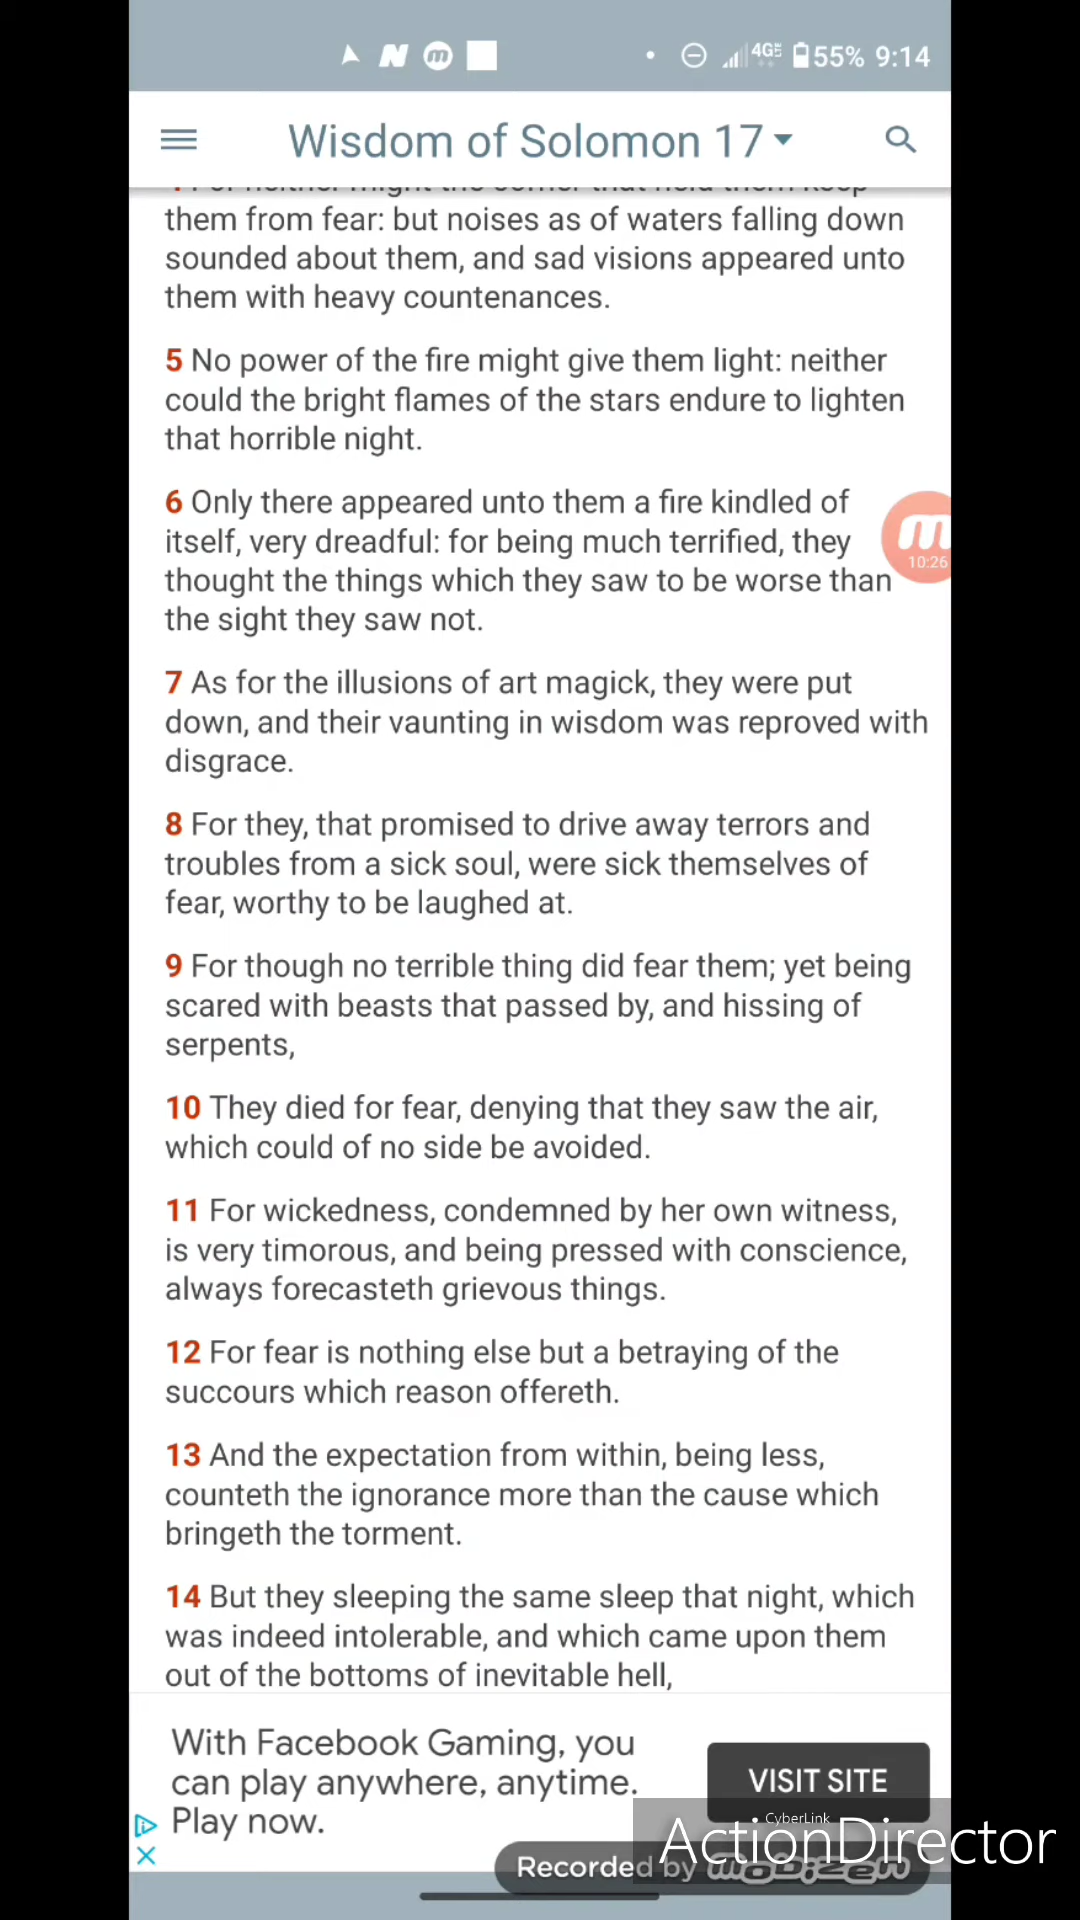 55% 9:14
Wisdom of Solomon 17
4 For neither might the corner that held them keep
them from fear: but noises as of waters falling down
sounded about them, and sad visions appeared unto
them with heavy countenances.
5 No power of the fire might give them light: neither
could the bright flames of the stars endure to lighten
that horrible night.
6 Only there appeared unto them a fire kindled of
itself, very dreadful: for being much terrified, they
thought the things which they saw to be worse than
the sight they saw not.
10:26
7 As for the illusions of art magick, they were put
down, and their vaunting in wisdom was reproved with
disgrace.
8 For they, that promised to drive away terrors and
troubles from a sick soul, were sick themselves of
fear, worthy to be laughed at.
9 For though no terrible thing did fear them; yet being
scared with beasts that passed by, and hissing of
serpents,
10 They died for fear, denying that they saw the air,
which could of no side be avoided.
11 For wickedness, condemned by her own witness,
is very timorous, and being pressed with conscience,
always forecasteth grievous things.
12 For fear is nothing else but a betraying of the
succours which reason offereth.
13 And the expectation from within, being less,
counteth the ignorance more than the cause which
bringeth the torment.
14 But they sleeping the same sleep that night, which
was indeed intolerable, and which came upon them
out of the bottoms of inevitable hell,
With Facebook Gaming, you
can play anywhere, anytime.
Play now.
VISIT SITE
CyberLink
ActionDirector
Recorded by mobizen